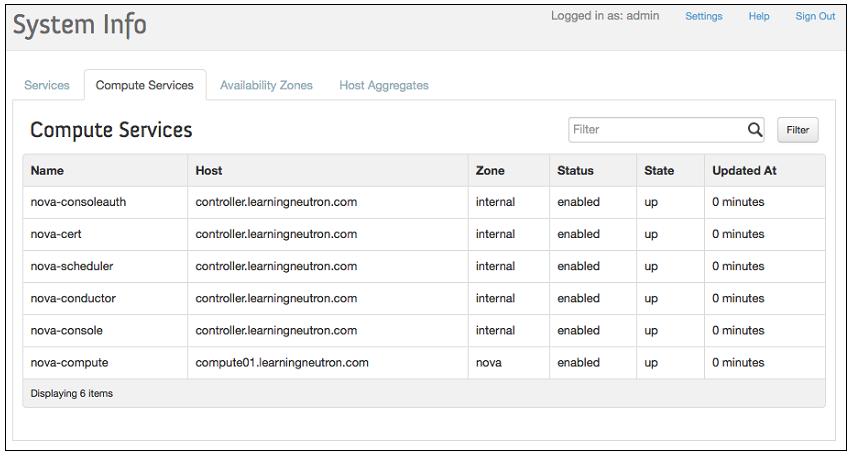 System Info
Logged in as: admin Settings Help Sign Out
Services Compute Services Availability Zones Host Aggregates
Compute Services
Filter Filter
Name Host Zone Status State Updated At
nova-consoleauth controller.learningneutron.com internal enabled up 0 minutes
nova-cert controller.learningneutron.com internal enabled up 0 minutes
nova-scheduler controller.learningneutron.com internal enabled up 0 minutes
nova-conductor controller.learningneutron.com internal enabled up 0 minutes
nova-console controller.learningneutron.com internal enabled up 0 minutes
nova-compute compute01.learningneutron.com nova enabled up 0 minutes
Displaying 6 items